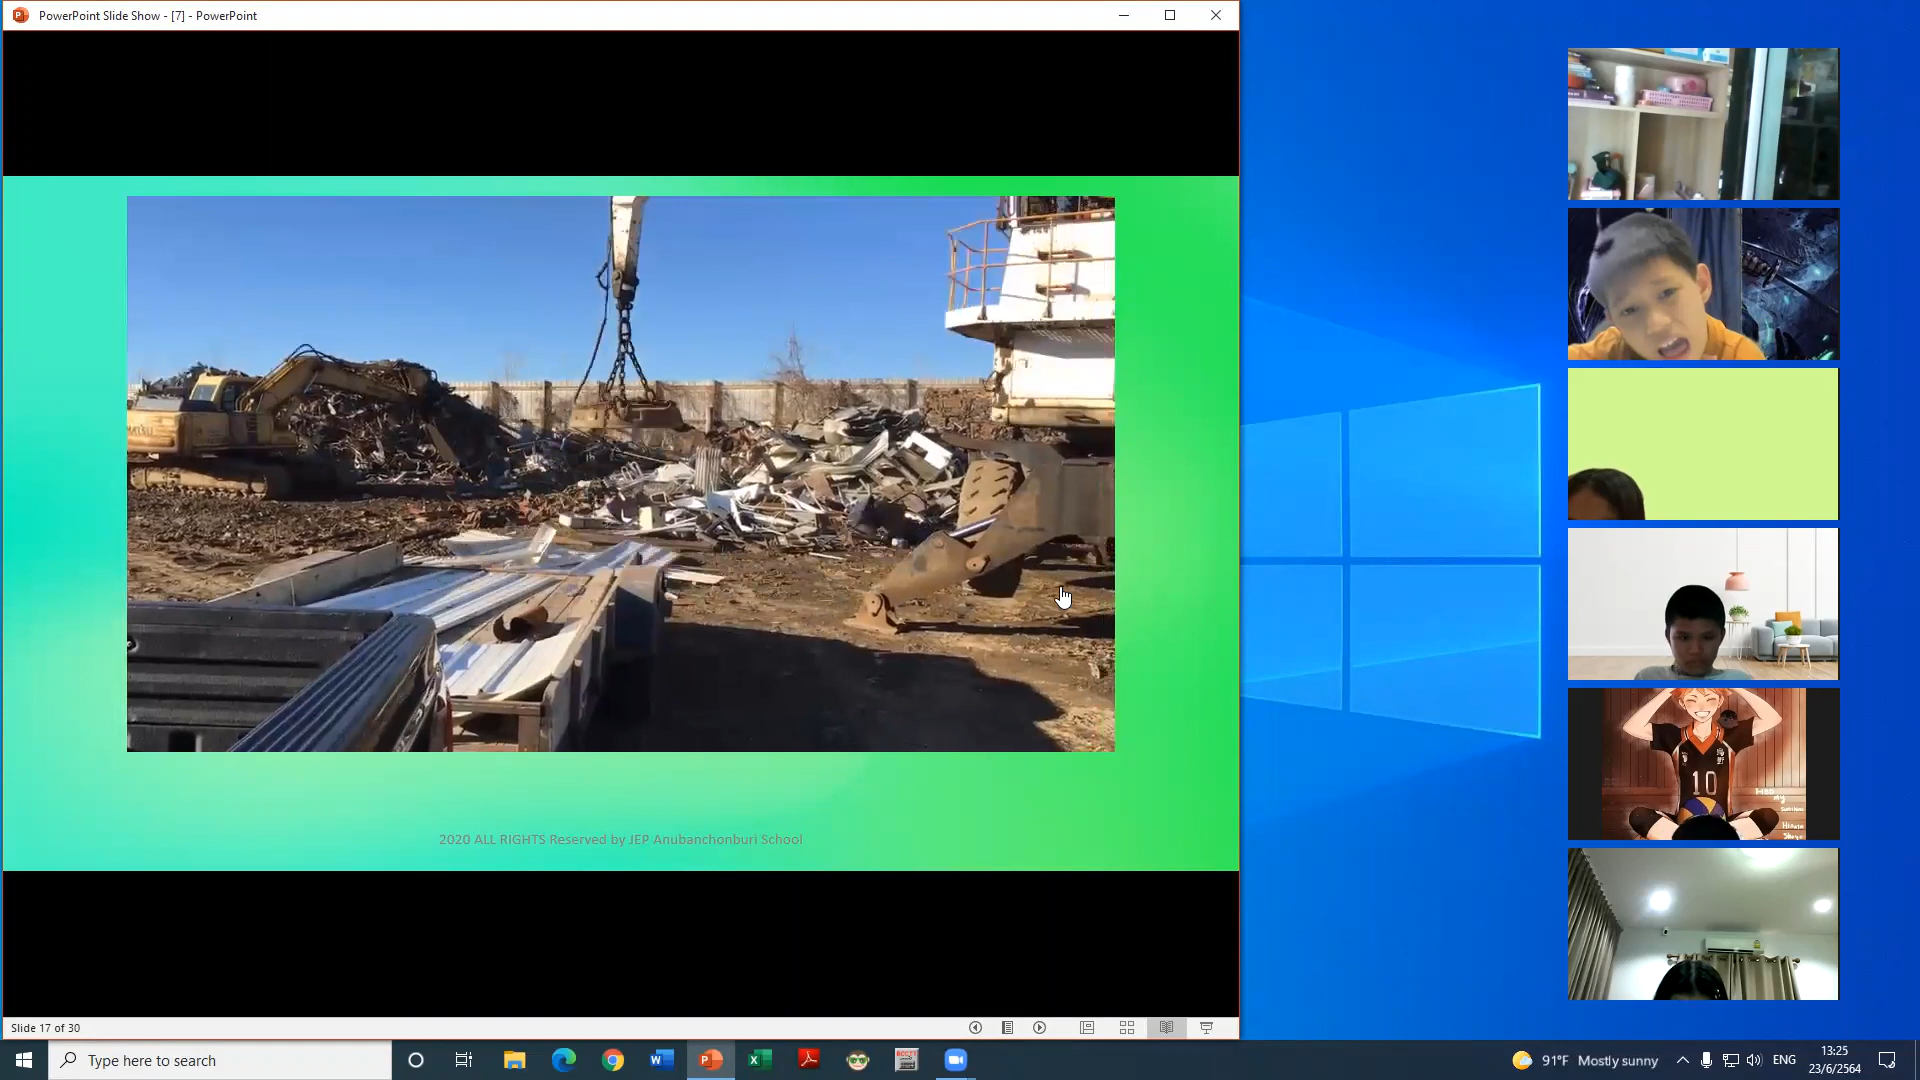 PowerPoint Slide Show - [7] - PowerPoint
2020 ALL RIGHTS Reserved by JEP Anubanchonburi School
10
Slide 17 of 30
Type here to search
91°F Mostly sunny
ENG
13:25
23/6/2564